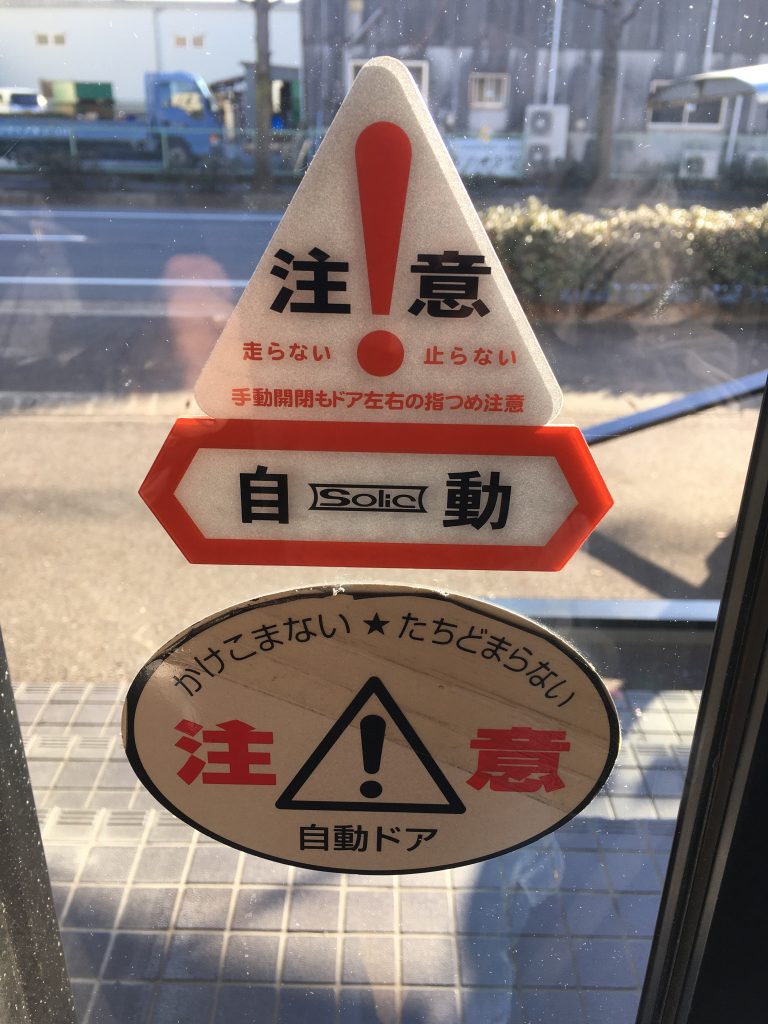 注意
走らない 止らない
手動開閉もドア左右の指つめ注意
自 Solic 動
かけこまない★たちどまらない
注意
自動ドア